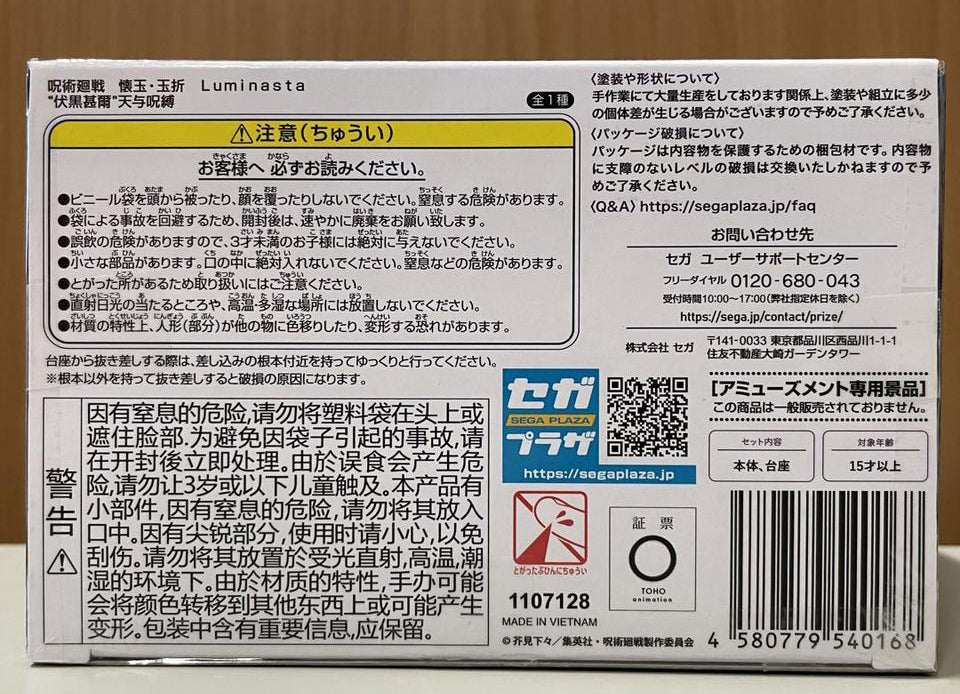 呪術廻戦 懐玉・玉折 Luminasta
"伏黒甚爾"天与呪縛
全1種
⚠注意(ちゅうい)
お客様へ 必ずお読みください。
●ビニール袋を頭から被ったり、顔を覆ったりしないでください。窒息する危険があります。
●袋による事故を回避するため、開封後は、速やかに廃棄をお願い致します。
●誤飲の危険がありますので、3才未満のお子様には絶対に与えないでください。
●小さな部品があります。口の中に絶対入れないでください。窒息などの危険があります。
●とがった所があるため取り扱いにはご注意ください。
●直射日光の当たるところや、高温・多湿な場所には放置しないでください。
●材質の特性上、人形(部分)が他の物に色移りしたり、変形する恐れがあります。
台座から抜き差しする際は、差し込みの根本付近を持ってゆっくりと行ってください。
※根本以外を持って抜き差しすると破損の原因になります。
警告⚠
因有窒息的危险,请勿将塑料袋在头上或
遮住脸部.为避免因袋子引起的事故,请
在开封後立即处理。由於误食会产生危
险,请勿让3岁或以下儿童触及。本产品有
小部件,因有窒息的危险,请勿将其放入
口中。因有尖锐部分,使用时请小心,以免
刮伤。请勿将其放置於受光直射,高温,潮
湿的环境下。由於材质的特性,手办可能
会将颜色转移到其他东西上或可能产生
变形。包装中含有重要信息,应保留。
〈塗装や形状について〉
手作業にて大量生産をしております関係上、塗装や組立に多少
の個体差が生じる場合がございますので予めご了承ください。
〈パッケージ破損について〉
パッケージは内容物を保護するための梱包材です。内容物
に支障のないレベルの破損は交換いたしかねますので予
めご了承ください。
〈Q&A〉https://segaplaza.jp/faq
お問い合わせ先
セガ ユーザーサポートセンター
フリーダイヤル 0120-680-043
受付時間10:00〜17:00(弊社指定休日を除く)
https://sega.jp/contact/prize/
株式会社 セガ
〒141-0033 東京都品川区西品川1-1-1
住友不動産大崎ガーデンタワー
セガ
SEGA PLAZA
プラザ
https://segaplaza.jp
[アミューズメント専用景品]
この商品は一般販売されておりません。
セット内容
本体、台座
対象年齢
15才以上
とがったぶひんにちゅうい
証票
TOHO
animation
1107128
MADE IN VIETNAM
©芥見下々/集英社・呪術廻戦製作委員会
4 580779 540168